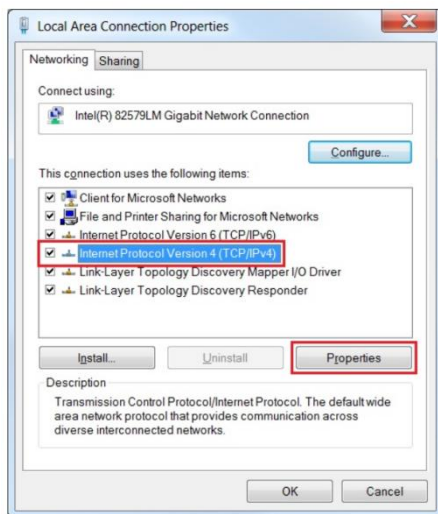 Local Area Connection Properties
Networking Sharing
Connect using:
Intel(R) 82579LM Gigabit Network Connection
Configure...
This connection uses the following items:
Client for Microsoft Networks
File and Printer Sharing for Microsoft Networks
Internet Protocol Version 6 (TCP/IPv6)
Internet Protocol Version 4 (TCP/IPv4)
Link-Layer Topology Discovery Mapper I/O Driver
Link-Layer Topology Discovery Responder
Install... Uninstall Properties
Description
Transmission Control Protocol/Internet Protocol. The default wide
area network protocol that provides communication across
diverse interconnected networks.
OK Cancel